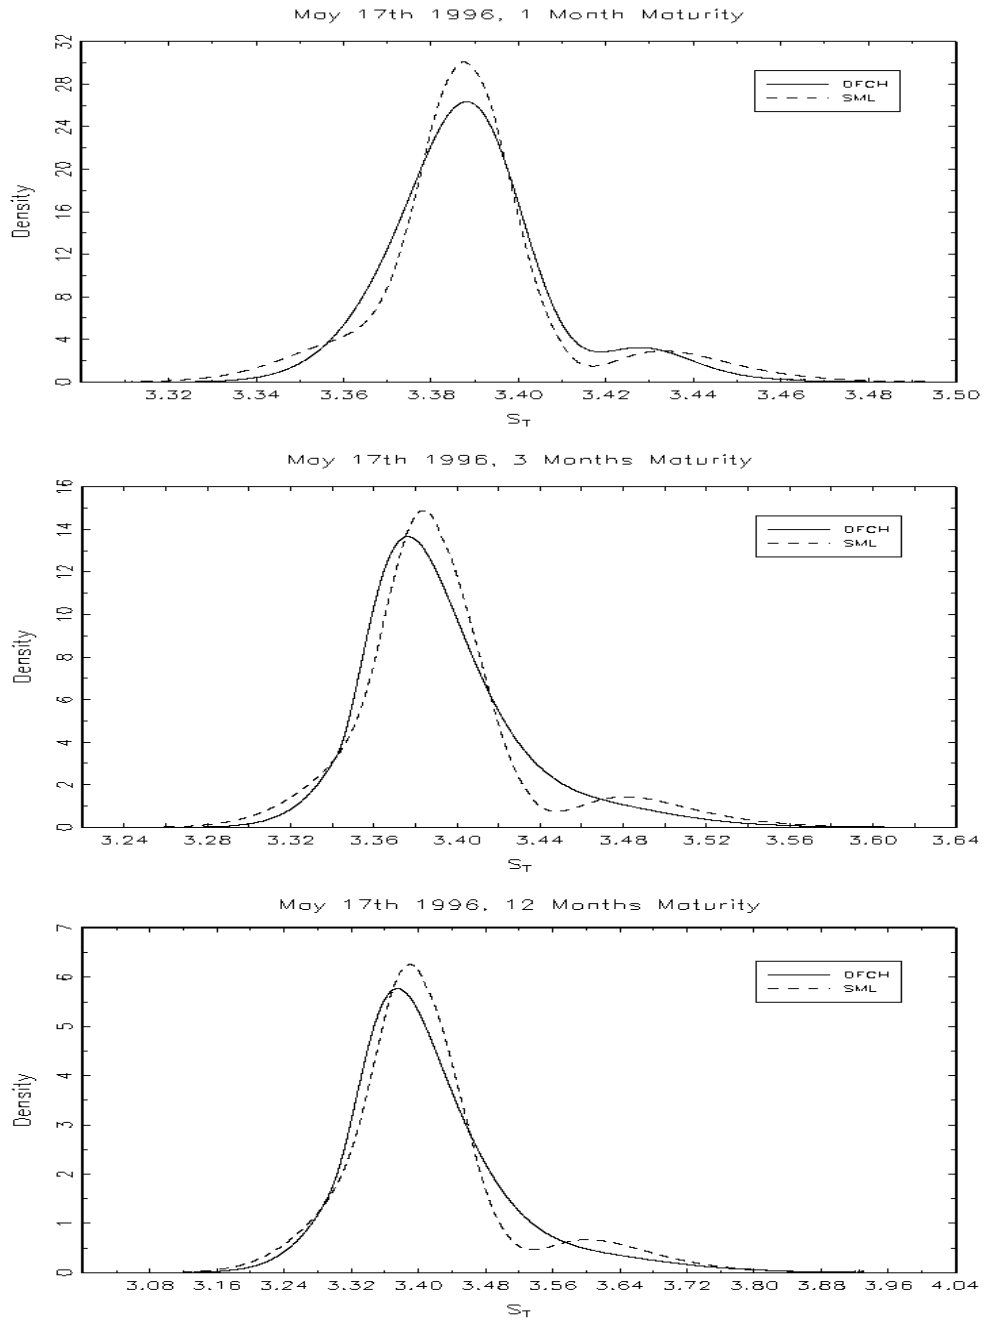 May 17th 1996, 1 Month Maturity
32
28
24
20
16
12
8
4
0
Density
DFCH
SML
3.32 3.34 3.36 3.38 3.40 3.42 3.44 3.46 3.48 3.50
S_T
May 17th 1996, 3 Months Maturity
16
14
12
10
8
6
4
2
0
Density
DFCH
SML
3.24 3.28 3.32 3.36 3.40 3.44 3.48 3.52 3.56 3.60 3.64
S_T
May 17th 1996, 12 Months Maturity
7
6
5
4
3
2
1
0
Density
DFCH
SML
3.08 3.16 3.24 3.32 3.40 3.48 3.56 3.64 3.72 3.80 3.88 3.96 4.04
S_T